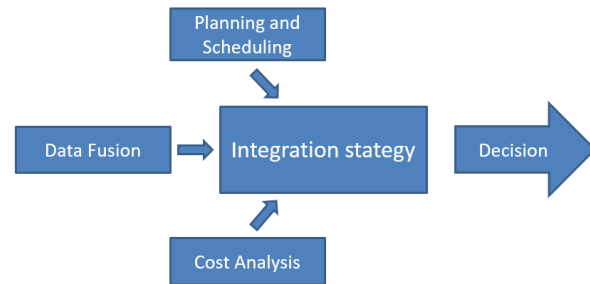 Planning and
Scheduling
Data Fusion
Integration stategy
Decision
Cost Analysis